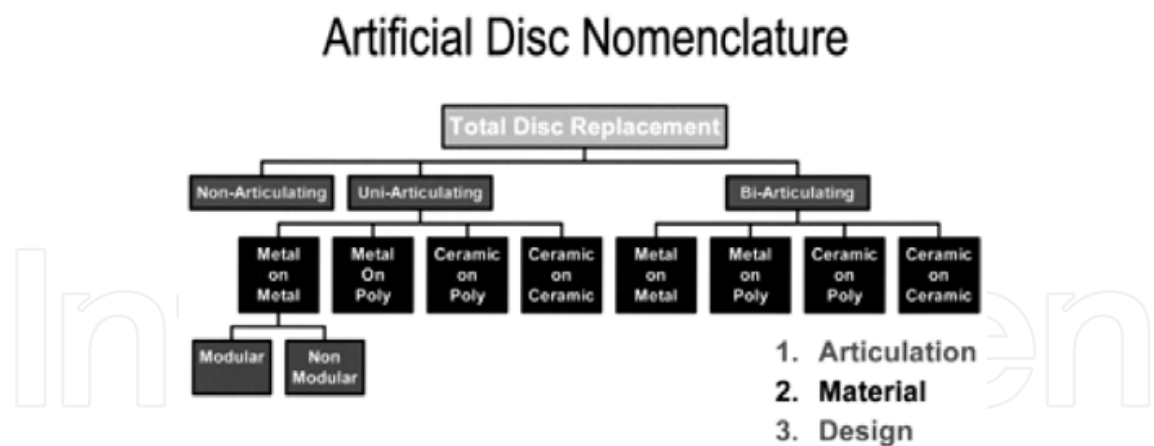 Artificial Disc Nomenclature
Total Disc Replacement
Non-Articulating
Uni-Articulating
Bi-Articulating
Metal
on
Metal
Metal
On
Poly
Ceramic
on
Poly
Ceramic
on
Ceramic
Metal
on
Metal
Metal
on
Poly
Ceramic
on
Poly
Ceramic
on
Ceramic
Modular
Non
Modular
1. Articulation
2. Material
3. Design